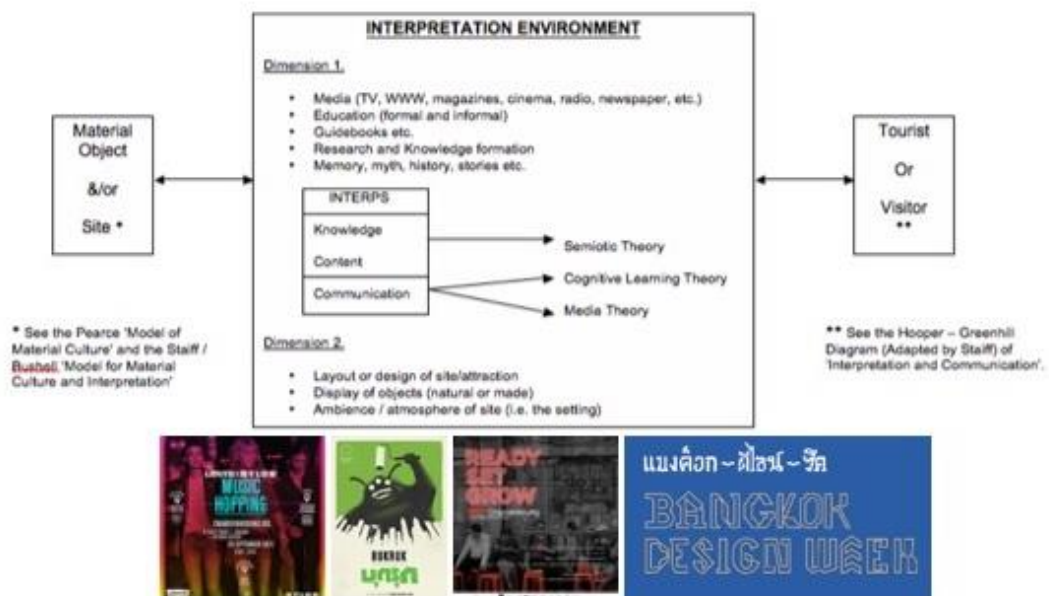 INTERPRETATION ENVIRONMENT
Dimension 1.
• Media (TV, WWW, magazines, cinema, radio, newspaper, etc.)
• Education (formal and informal)
• Guidebooks etc.
• Research and Knowledge formation
• Memory, myth, history, stories etc.
Material
Object
&/or
Site *
INTERPS
Knowledge
Content
Communication
Semiotic Theory
Cognitive Learning Theory
Media Theory
Tourist
Or
Visitor
**
* See the Pearce 'Model of
Material Culture' and the Staiff /
Bushell 'Model for Material
Culture and Interpretation'
** See the Hooper – Greenhill
Diagram (Adapted by Staiff) of
'Interpretation and Communication'.
Dimension 2.
• Layout or design of site/attraction
• Display of objects (natural or made)
• Ambience / atmosphere of site (i.e. the setting)
MUSIC
HOPPING
BUKRUK
บุกรุก
READY
SET
GROW
แบงค็อก~ดีไซน์~วีค
BANGKOK
DESIGN WEEK